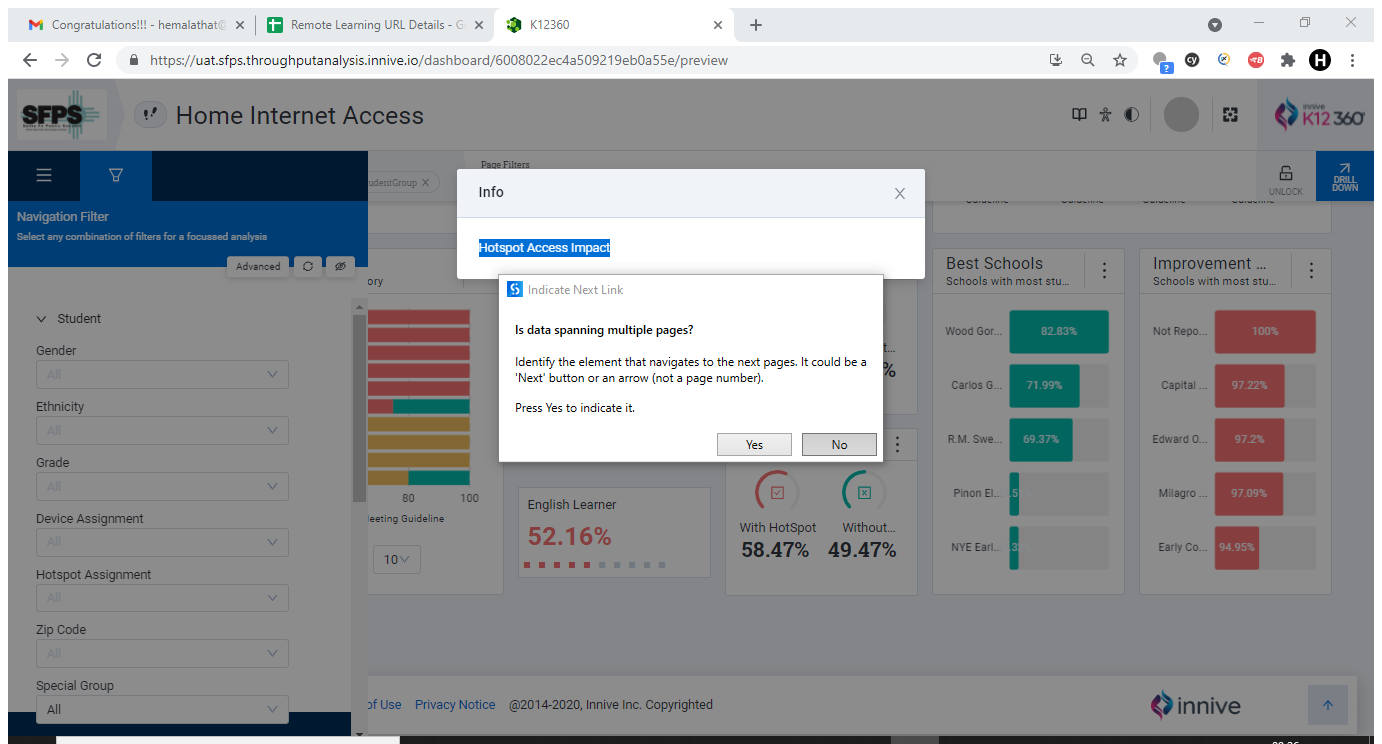 Congratulations!!! - hemalathat@
Remote Learning URL Details - G
K12360
https://uat.sfps.throughputanalysis.innive.io/dashboard/6008022ec4a509219eb0a55e/preview
SFPS
Home Internet Access
innive
K12 360°
Page Filters
udentGroup
UNLOCK
DRILL
DOWN
Navigation Filter
Select any combination of filters for a focussed analysis
Advanced
Student
Gender
All
Ethnicity
All
Grade
All
Device Assignment
All
Hotspot Assignment
All
Zip Code
All
Special Group
All
Info
Hotspot Access Impact
Indicate Next Link
Is data spanning multiple pages?
Identify the element that navigates to the next pages. It could be a
'Next' button or an arrow (not a page number).
Press Yes to indicate it.
Yes
No
ory
80
100
Meeting Guideline
10
English Learner
52.16%
t...
%
With HotSpot
58.47%
Without...
49.47%
Guideline
Guideline
Guideline
Guideline
Best Schools
Schools with most stu...
Wood Gor...
82.83%
Carlos G...
71.99%
R.M. Swe...
69.37%
Pinon El...
NYE Earl...
Improvement ...
Schools with most stu...
Not Repo...
100%
Capital ...
97.22%
Edward O...
97.2%
Milagro ...
97.09%
Early Co...
94.95%
of Use
Privacy Notice
@2014-2020, Innive Inc. Copyrighted
innive